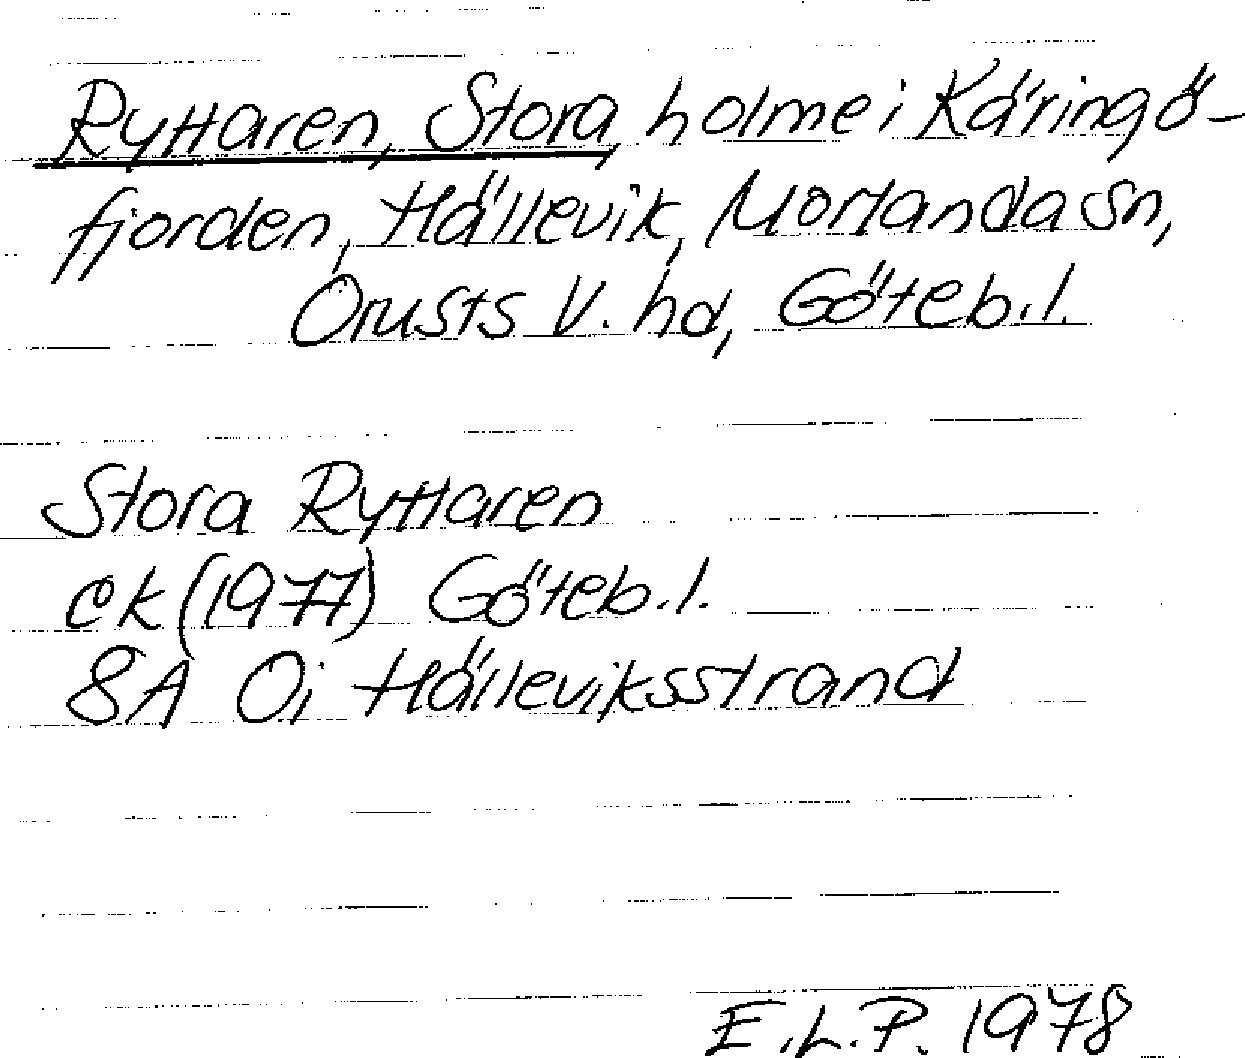 Ryttaren, Stora, holme i Käringö-
fjorden, Hällevik, Morlanda sn,
Orusts V. hd, Göteb. l.
Stora Ryttaren
ek (1977) Göteb. l.
8A 0i Hälleviksstrand
E.L.P. 1978